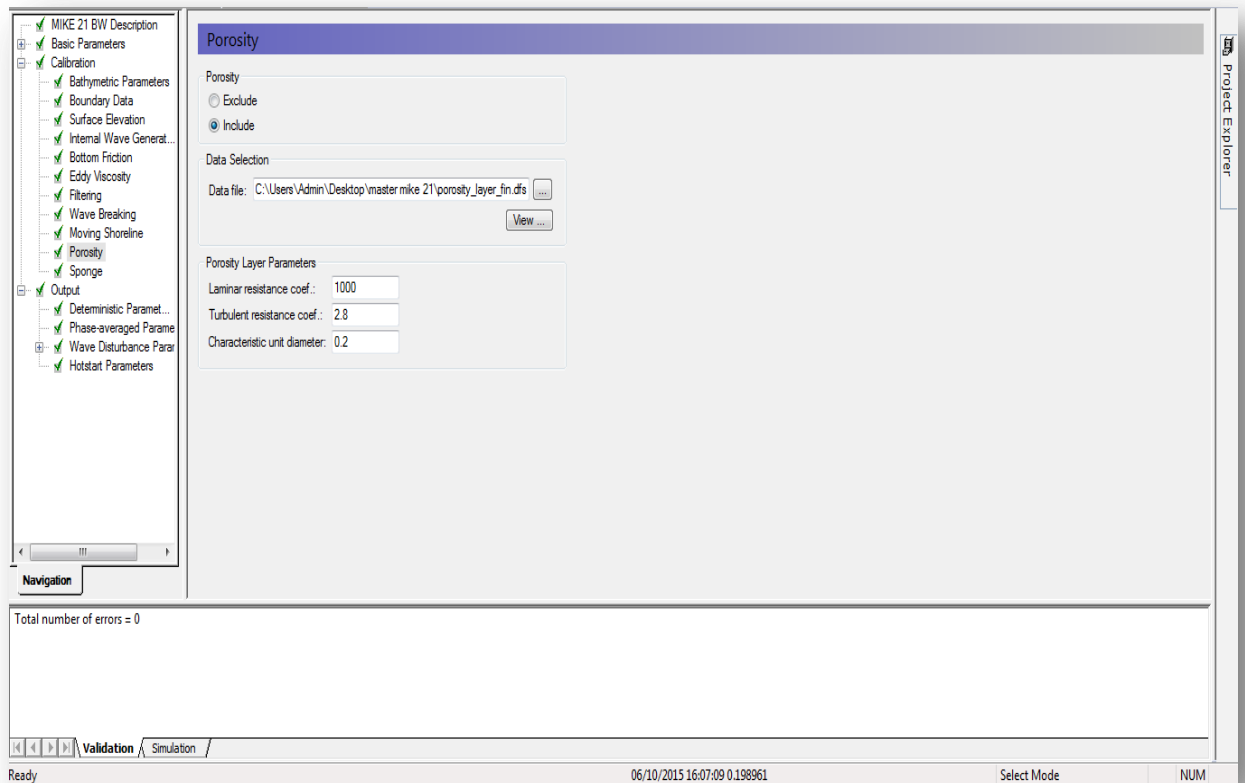 MIKE 21 BW Description
Basic Parameters
Calibration
Bathymetric Parameters
Boundary Data
Surface Elevation
Internal Wave Generat...
Bottom Friction
Eddy Viscosity
Filtering
Wave Breaking
Moving Shoreline
Porosity
Sponge
Output
Deterministic Paramet...
Phase-averaged Parame
Wave Disturbance Parar
Hotstart Parameters
Navigation
Porosity
Porosity
Exclude
Include
Data Selection
Data file: C:\Users\Admin\Desktop\master mike 21\porosity_layer_fin.dfs ...
View ...
Porosity Layer Parameters
Laminar resistance coef.: 1000
Turbulent resistance coef.: 2.8
Characteristic unit diameter: 0.2
Project Explorer
Total number of errors = 0
Validation Simulation
Ready 06/10/2015 16:07:09 0.198961 Select Mode NUM